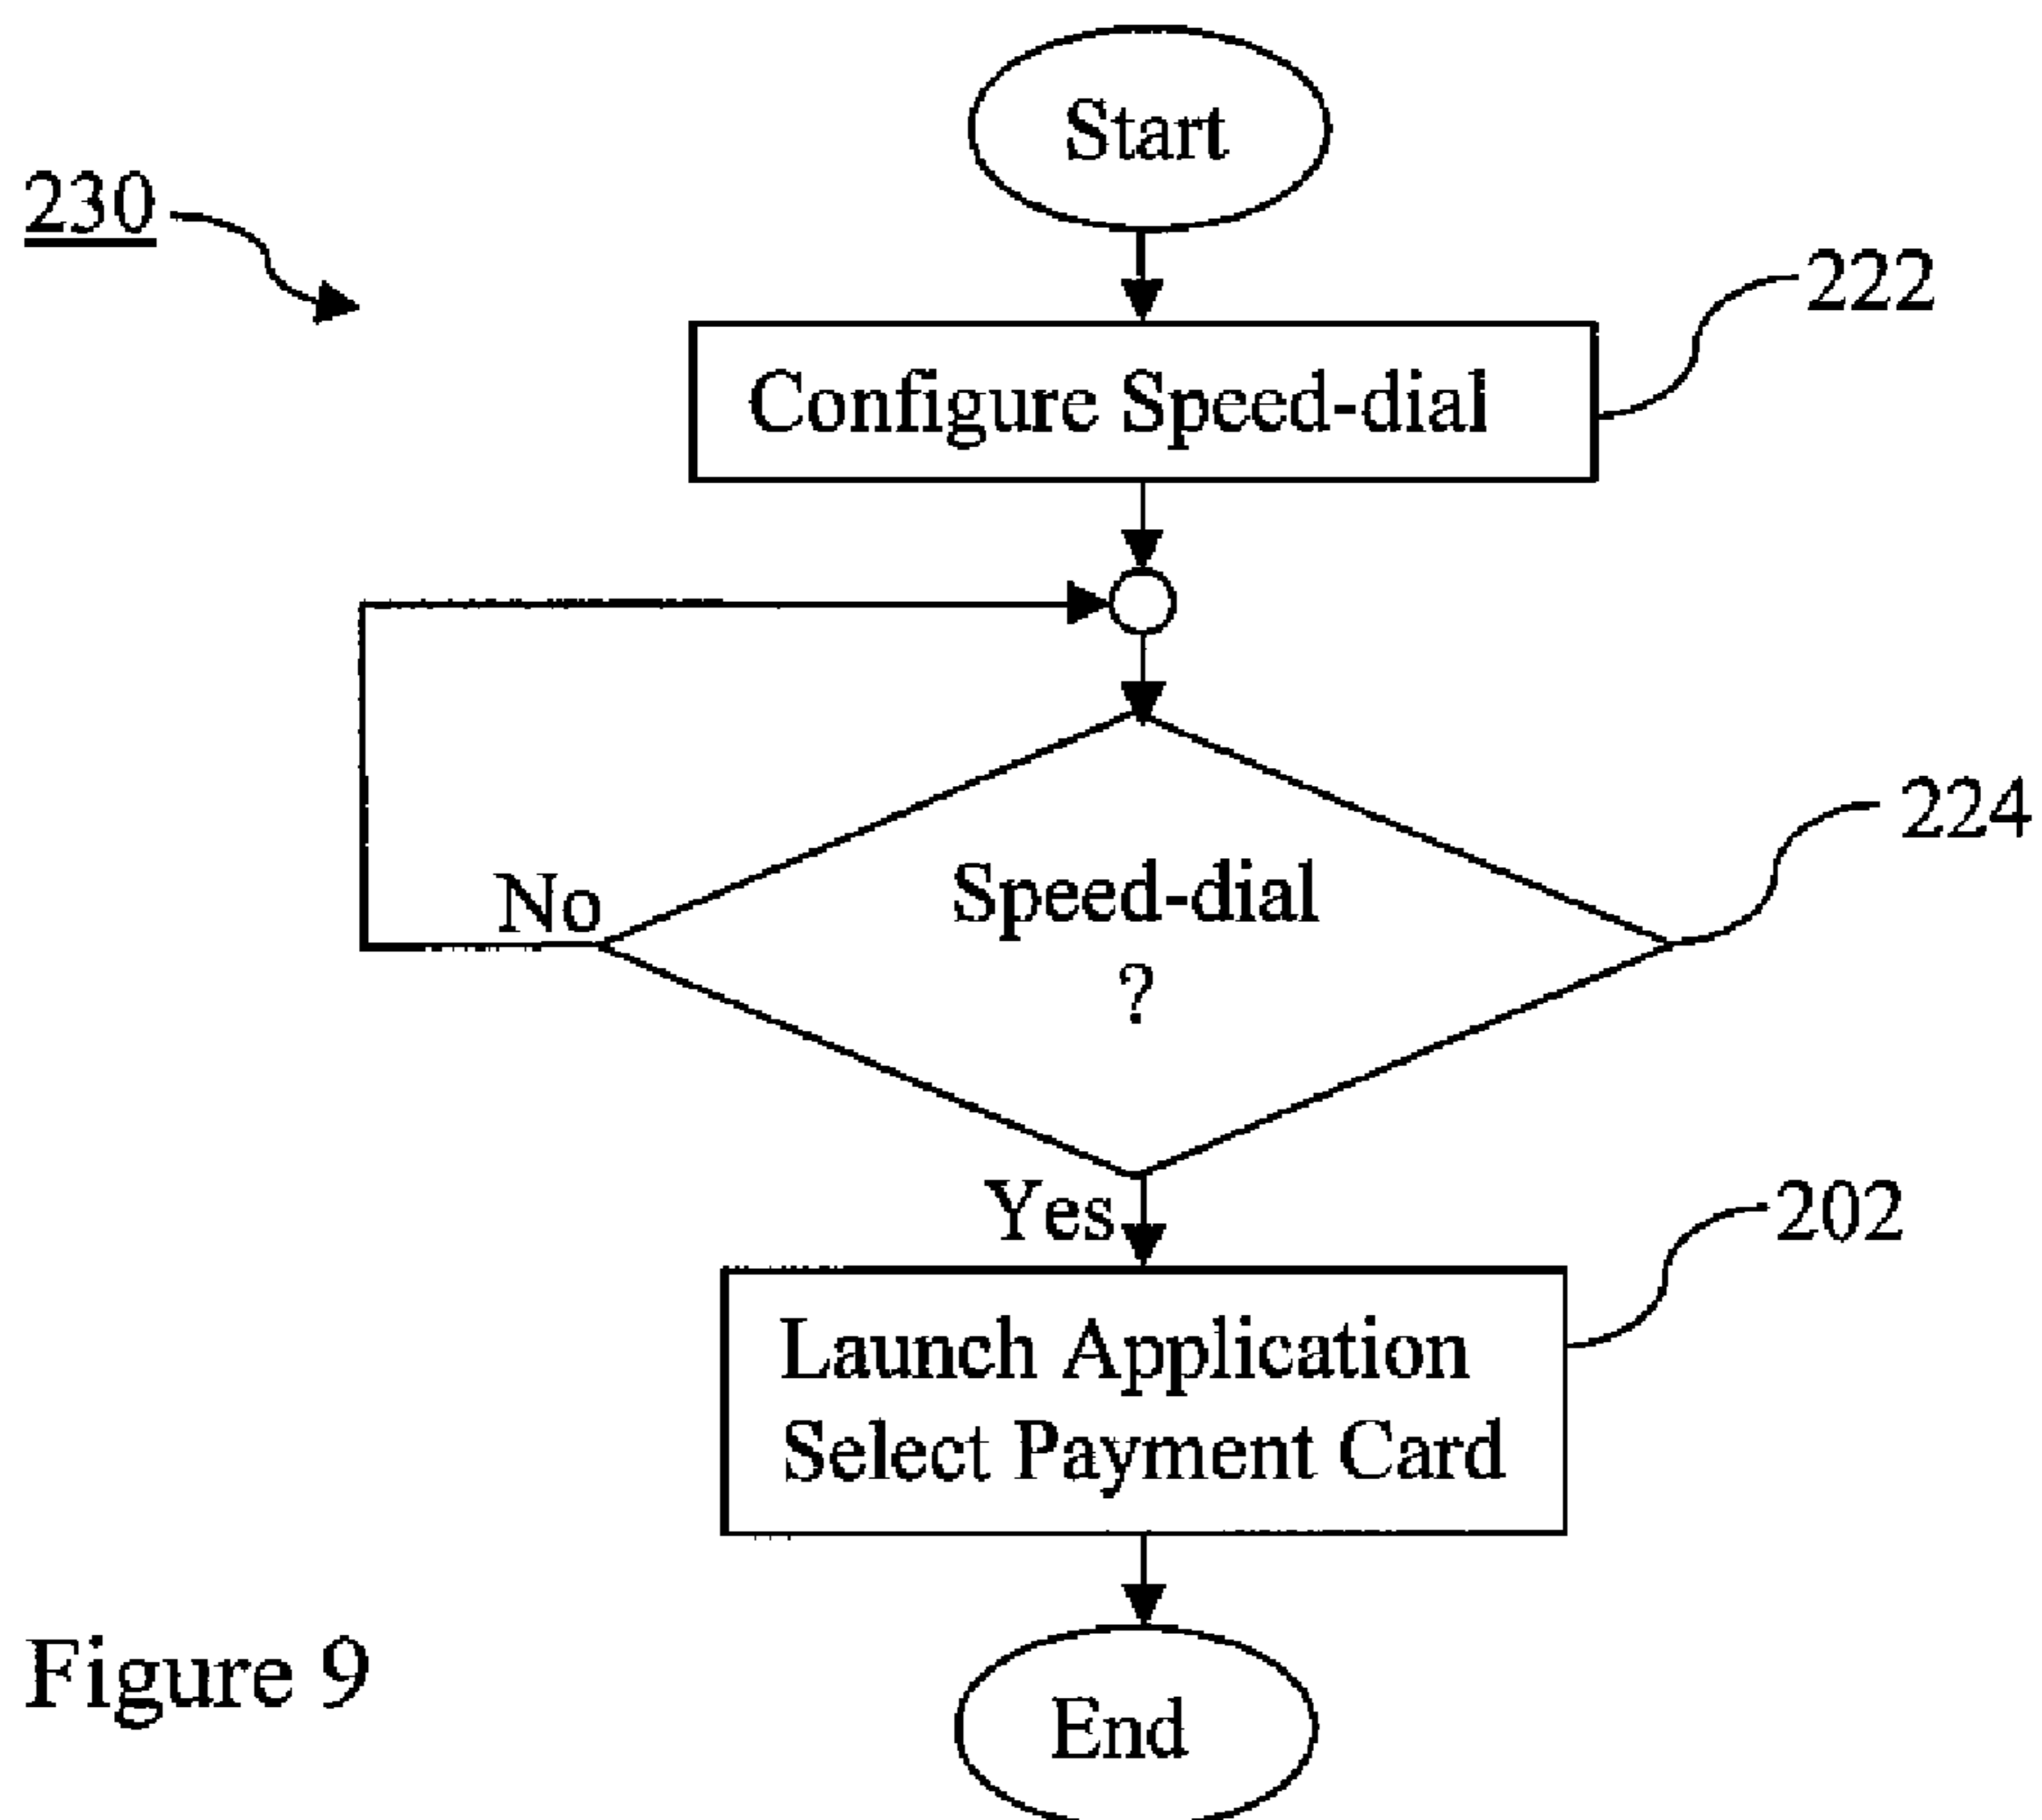 Start
230
222
Configure Speed-dial
224
No
Speed-dial
?
Yes
202
Launch Application
Select Payment Card
Figure 9
End